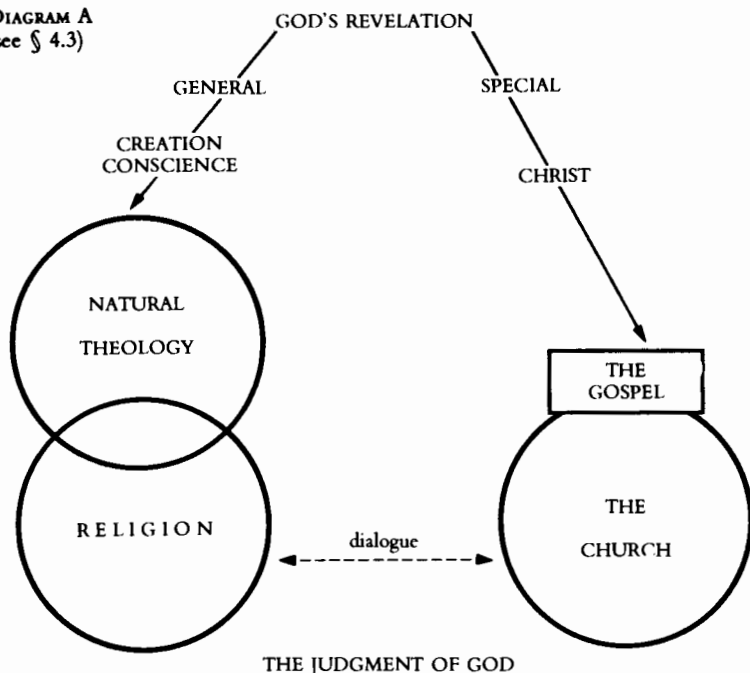 DIAGRAM A
see § 4.3)
GOD'S REVELATION
GENERAL
SPECIAL
CREATION
CONSCIENCE
CHRIST
NATURAL
THEOLOGY
THE
GOSPEL
RELIGION
dialogue
THE
CHURCH
THE JUDGMENT OF GOD